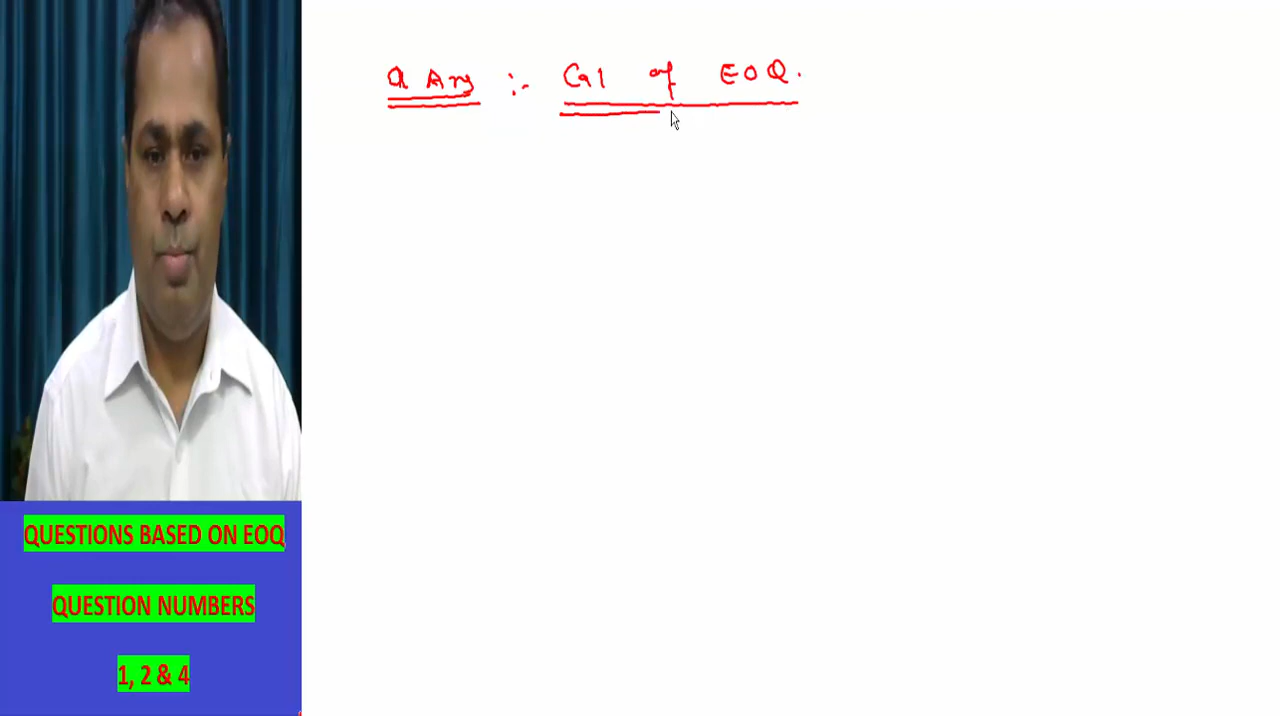 Q Ans :- Cal of EOQ.
QUESTIONS BASED ON EOQ
QUESTION NUMBERS
1, 2 & 4